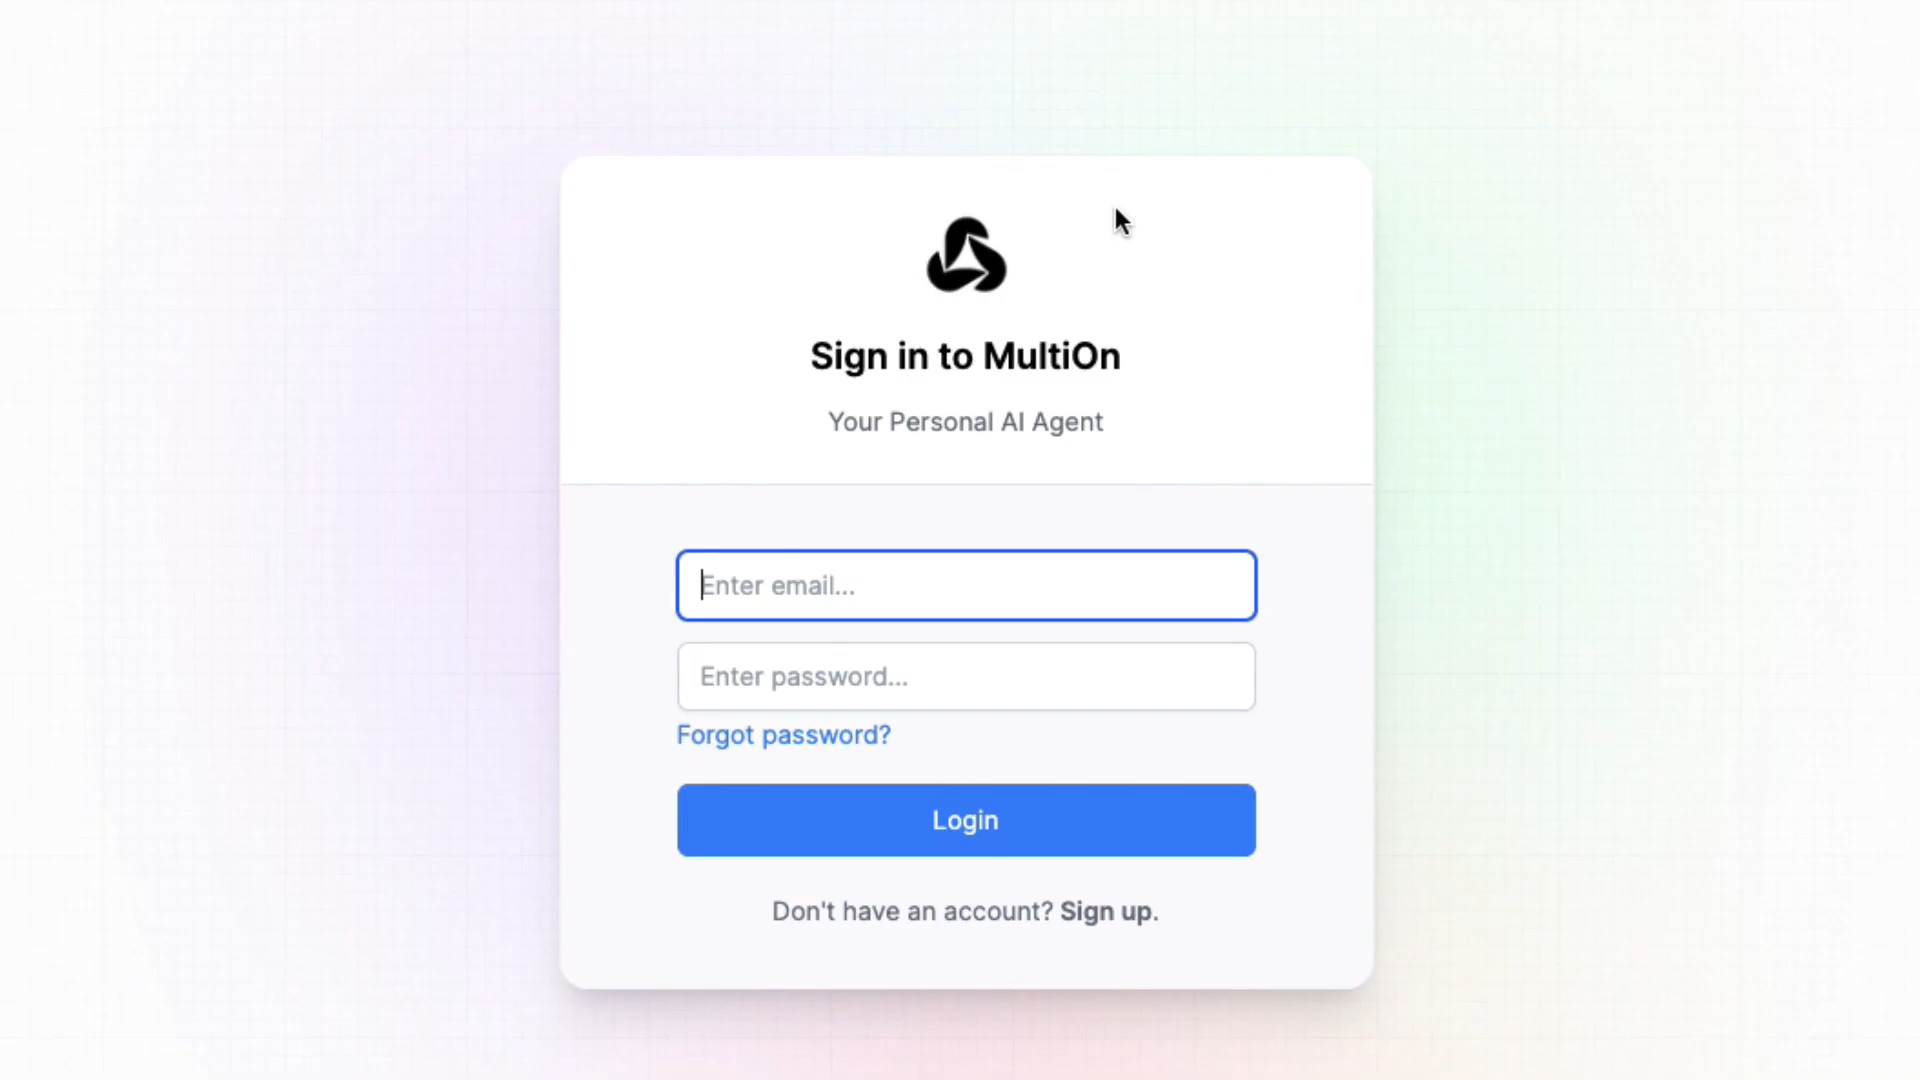 Sign in to MultiOn
Your Personal AI Agent
Enter email...
Enter password...
Forgot password?
Login
Don't have an account? Sign up.